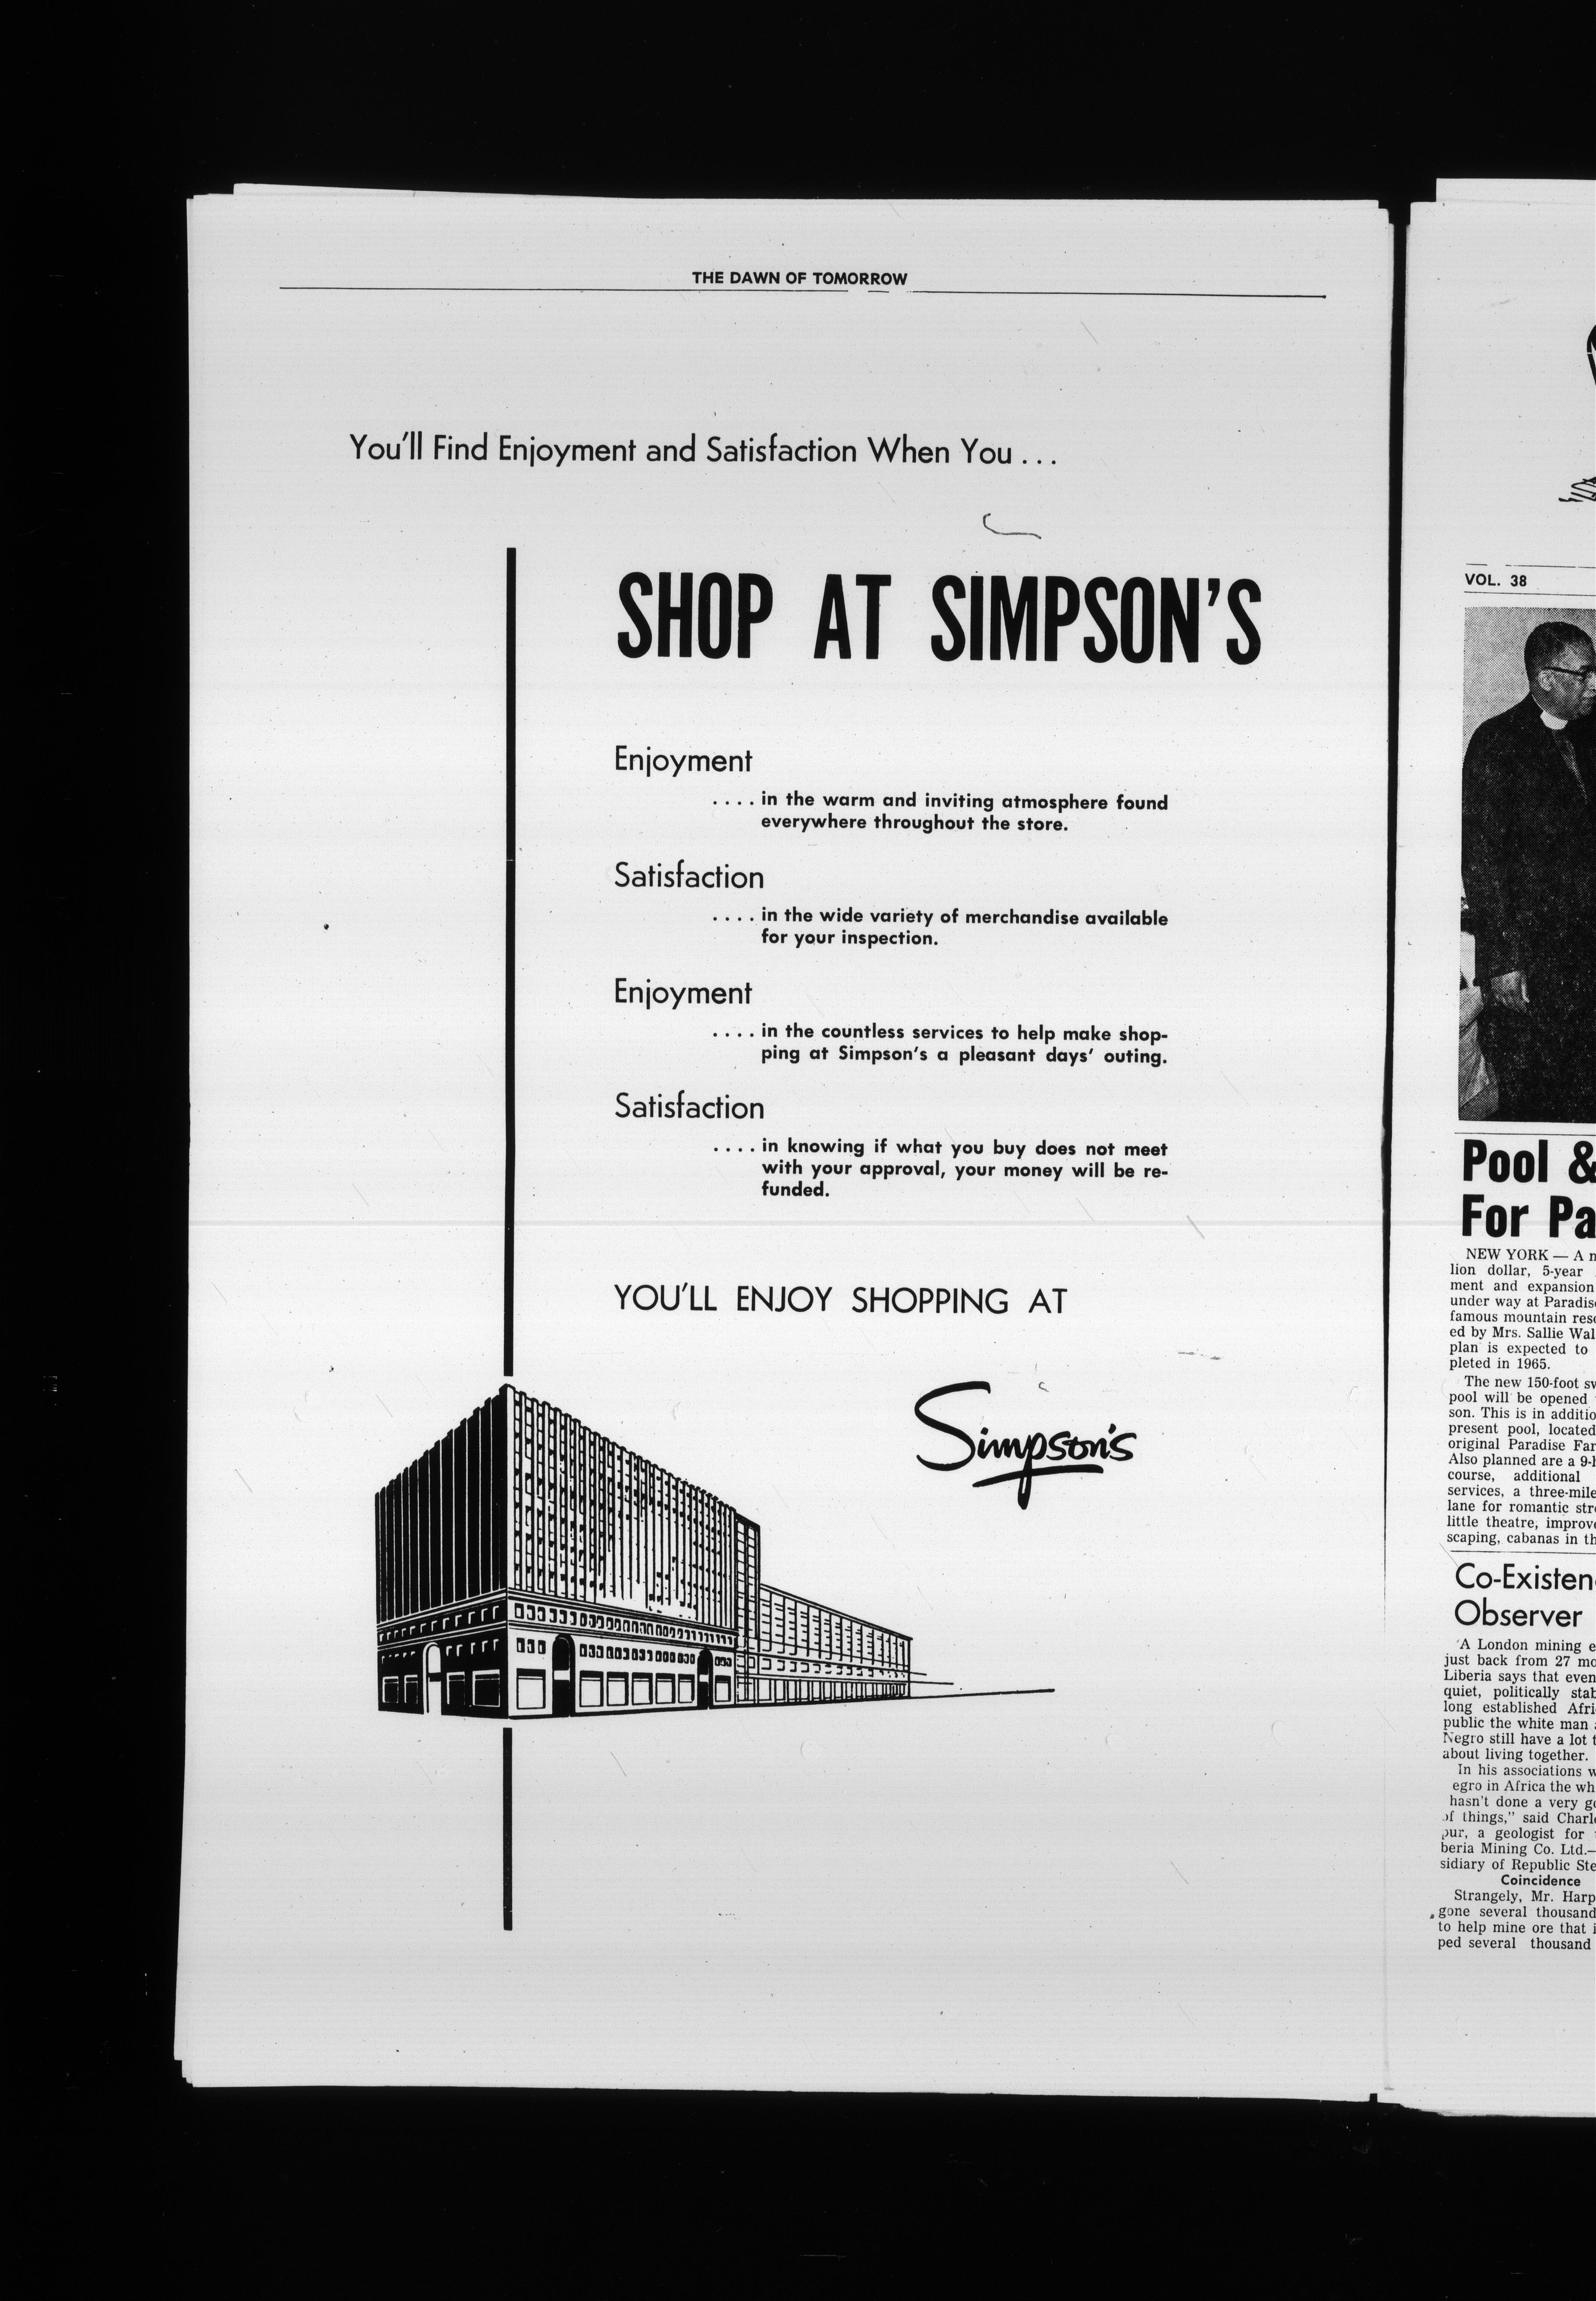 THE DAWN OF TOMORROW
You'll Find Enjoyment and Satisfaction When You . . .
SHOP AT SIMPSON'S
Enjoyment
. . . . in the warm and inviting atmosphere found
everywhere throughout the store.
Satisfaction
. . . . in the wide variety of merchandise available
for your inspection.
Enjoyment
. . . . in the countless services to help make shop-
ping at Simpson's a pleasant days' outing.
Satisfaction
. . . . in knowing if what you buy does not meet
with your approval, your money will be re-
funded.
YOU'LL ENJOY SHOPPING AT
Simpson's
VOL. 38
Pool &
For Pa
NEW YORK — A
lion dollar, 5-year
ment and expansion
under way at Paradis
famous mountain res
ed by Mrs. Sallie Wal
plan is expected to
pleted in 1965.
The new 150-foot sw
pool will be opened
son. This is in additio
present pool, located
original Paradise Far
Also planned are a 9-h
course, additional
services, a three-mile
lane for romantic str
little theatre, improv
scaping, cabanas in th
Co-Existen
Observer
A London mining e
just back from 27 mo
Liberia says that even
quiet, politically stab
long established Afri
public the white man
Negro still have a lot t
about living together.
In his associations w
egro in Africa the wh
hasn't done a very go
of things," said Charl
pur, a geologist for
beria Mining Co. Ltd.—
sidiary of Republic Ste
Coincidence
Strangely, Mr. Harp
gone several thousand
to help mine ore that i
ped several thousand